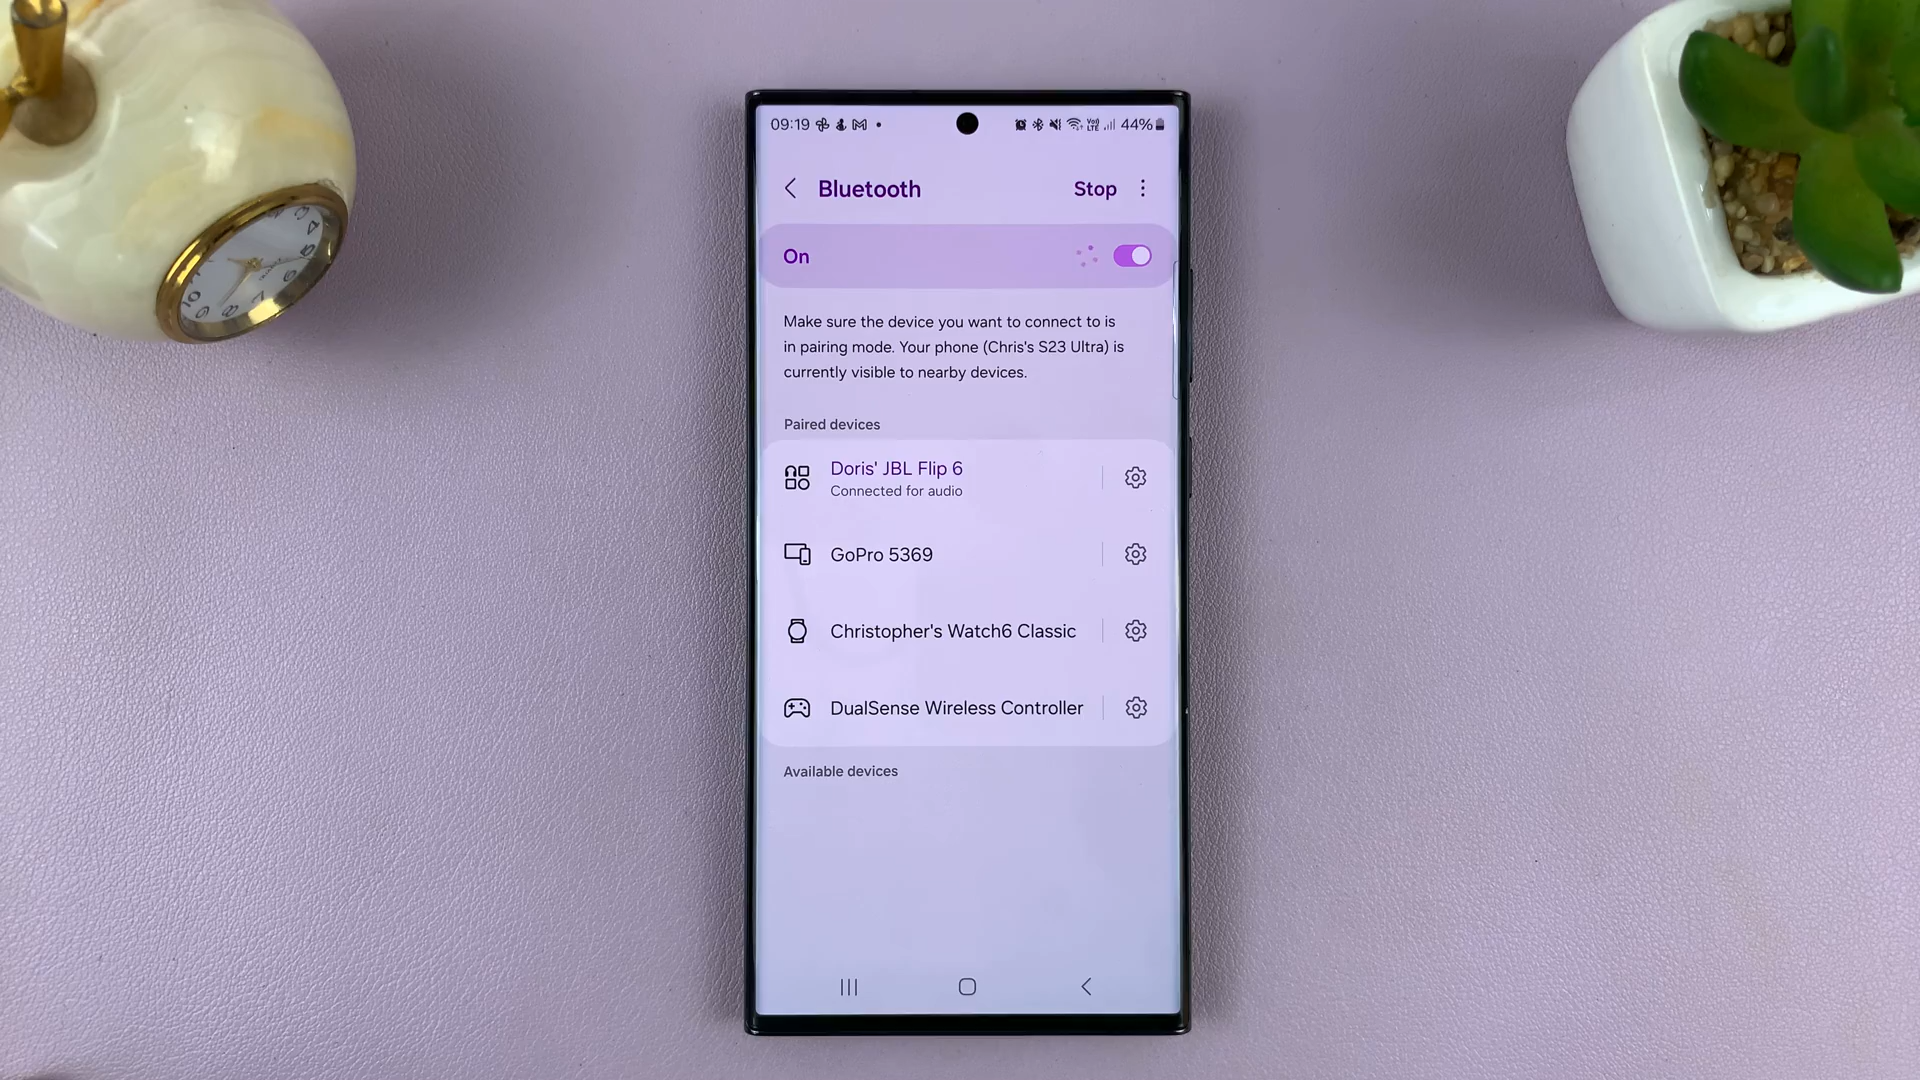 09:19
44%
Bluetooth
Stop
On
Make sure the device you want to connect to is
in pairing mode. Your phone (Chris's S23 Ultra) is
currently visible to nearby devices.
Paired devices
Doris' JBL Flip 6
Connected for audio
GoPro 5369
Christopher's Watch6 Classic
DualSense Wireless Controller
Available devices